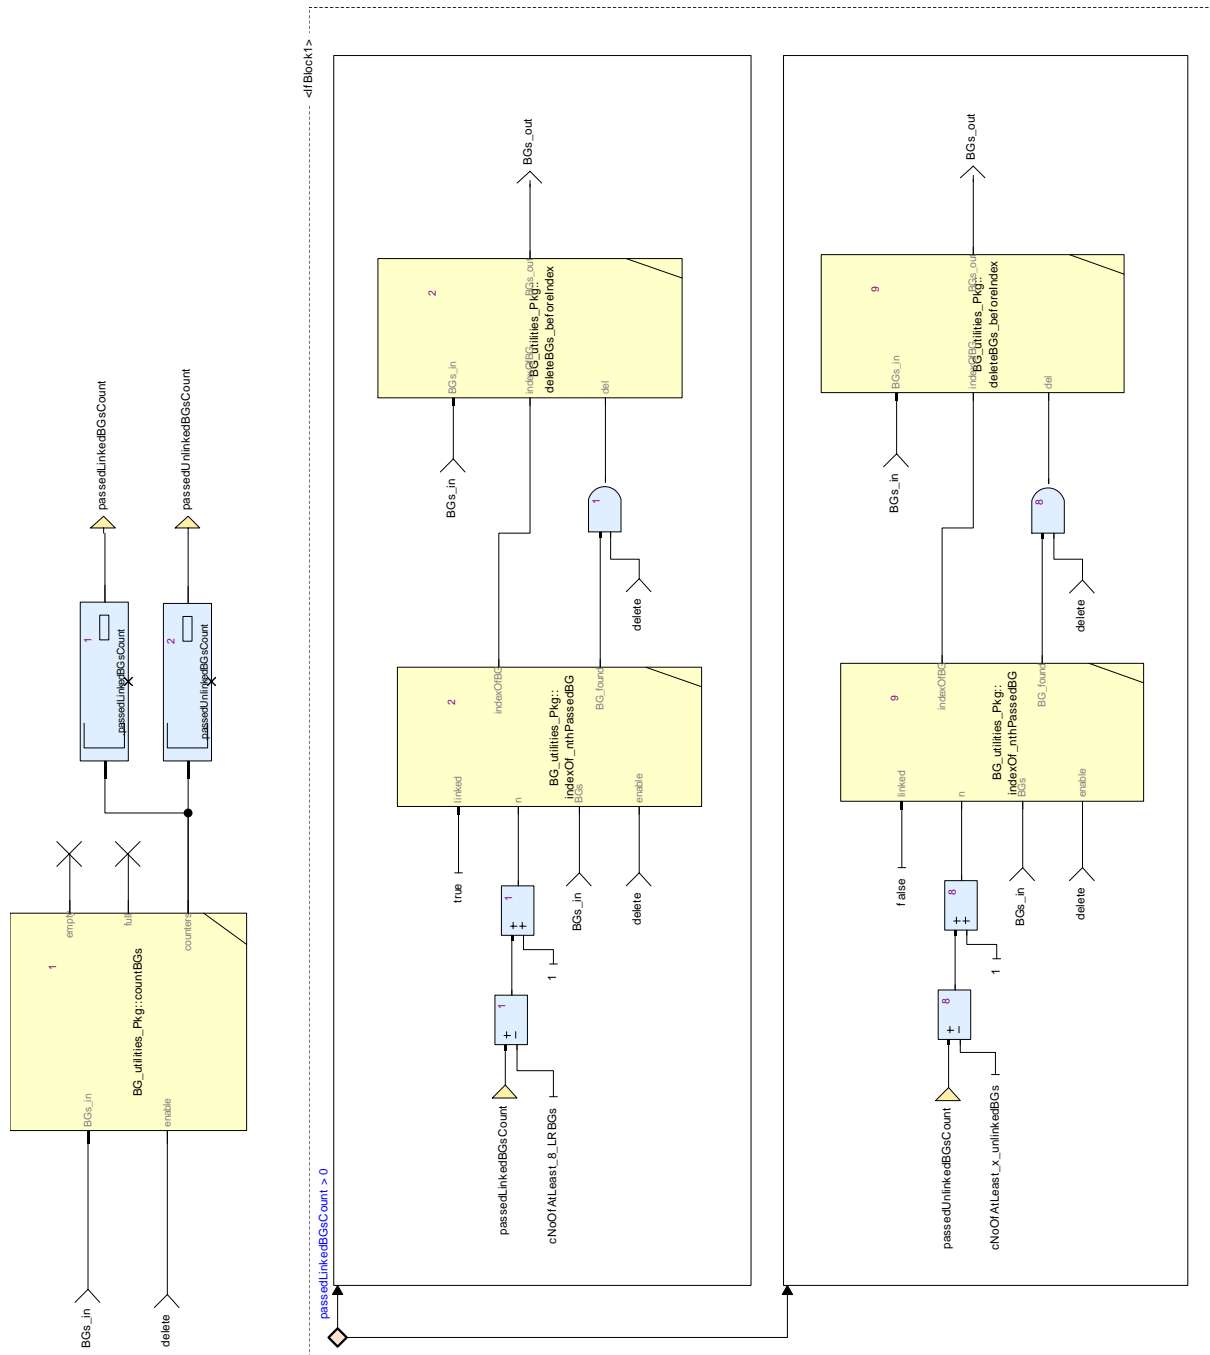 BGs_in
delete
BGs_in
enable
1
BG_utilities_Pkg::countBGs
empty
full
counters
1
passedLinkedBGsCount
2
passedUnlinkedBGsCount
passedLinkedBGsCount
passedUnlinkedBGsCount
<IfBlock1>
passedLinkedBGsCount > 0
passedLinkedBGsCount
cNoOfAtLeast_8_LRBGs
1
+
−
1
1
+
+
true
BGs_in
delete
linked
n
BGs
enable
2
BG_utilities_Pkg::
indexOf_nthPassedBG
indexOfBG
BG_found
delete
1
BGs_in
BGs_in
indexOfBG
del
2
BG_utilities_Pkg::
deleteBGs_beforeIndex
BGs_out
BGs_out
passedUnlinkedBGsCount
cNoOfAtLeast_x_unlinkedBGs
8
+
−
1
8
+
+
false
BGs_in
delete
linked
n
BGs
enable
9
BG_utilities_Pkg::
indexOf_nthPassedBG
indexOfBG
BG_found
delete
8
BGs_in
BGs_in
indexOfBG
del
9
BG_utilities_Pkg::
deleteBGs_beforeIndex
BGs_out
BGs_out